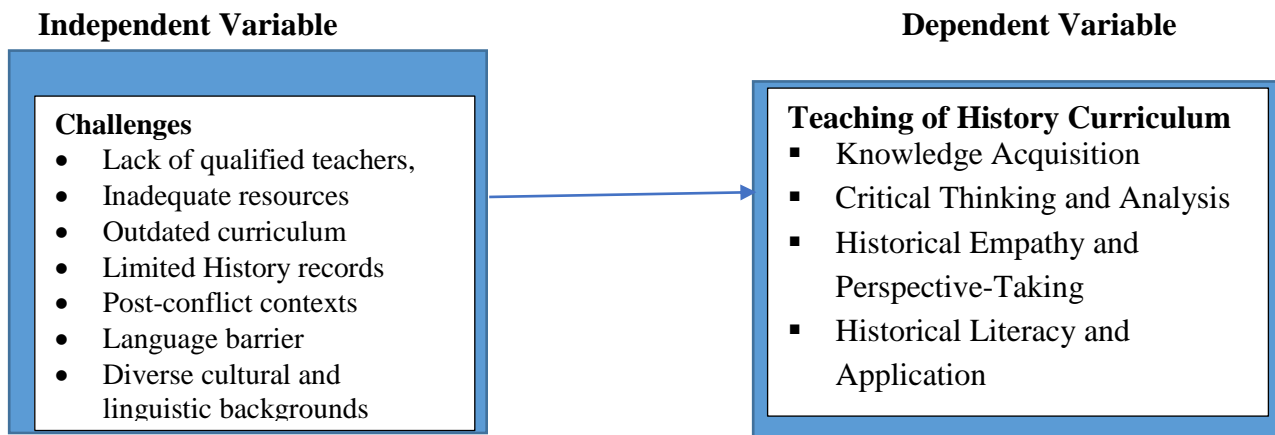 Independent Variable
Dependent Variable
Challenges
• Lack of qualified teachers,
• Inadequate resources
• Outdated curriculum
• Limited History records
• Post-conflict contexts
• Language barrier
• Diverse cultural and
linguistic backgrounds
Teaching of History Curriculum
▪ Knowledge Acquisition
▪ Critical Thinking and Analysis
▪ Historical Empathy and
Perspective-Taking
▪ Historical Literacy and
Application